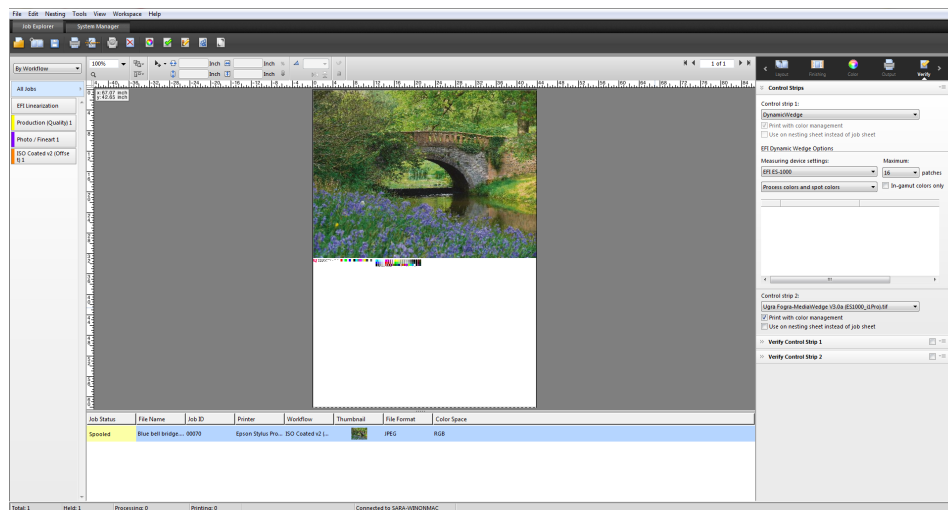 File Edit Nesting Tools View Workspace Help
Job Explorer System Manager
By Workflow
100% Inch Inch
Inch Inch
1 of 1
Layout Finishing Color Output Verify
All Jobs
EFI Linearization
Production (Quality) 1
Photo / Fineart 1
ISO Coated v2 (Offse
t) 1
x: 67.07 inch
y: 42.65 inch
Control Strips
Control strip 1:
DynamicWedge
Print with color management
Use on nesting sheet instead of job sheet
EFI Dynamic Wedge Options
Measuring device settings: Maximum:
EFI ES-1000 16 patches
Process colors and spot colors In-gamut colors only
Control strip 2:
Ugra Fogra-MediaWedge V3.0a (ES1000_i1Pro).tif
Print with color management
Use on nesting sheet instead of job sheet
Verify Control Strip 1
Verify Control Strip 2
Job Status File Name Job ID Printer Workflow Thumbnail File Format Color Space
Spooled Blue bell bridge.... 00070 Epson Stylus Pro... ISO Coated v2 (... JPEG RGB
Total: 1 Held: 1 Processing: 0 Printing: 0 Connected to SARA-WINONMAC